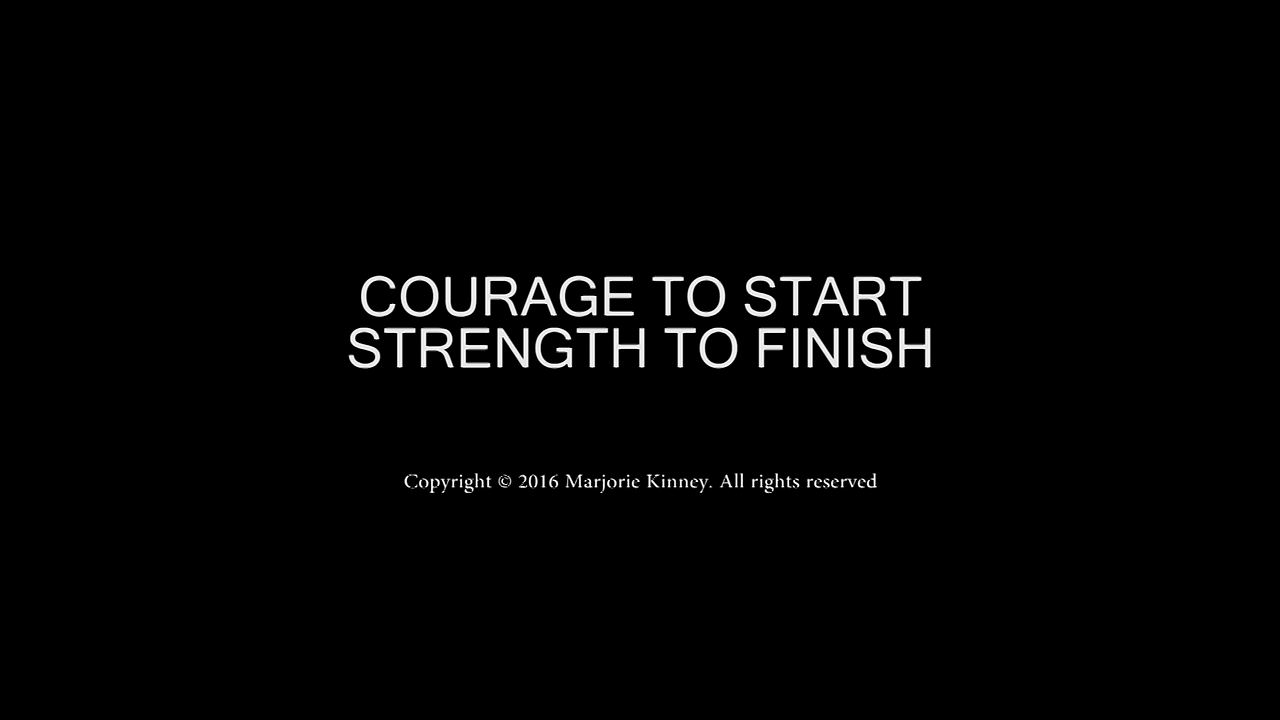 COURAGE TO START
STRENGTH TO FINISH
Copyright © 2016 Marjorie Kinney. All rights reserved